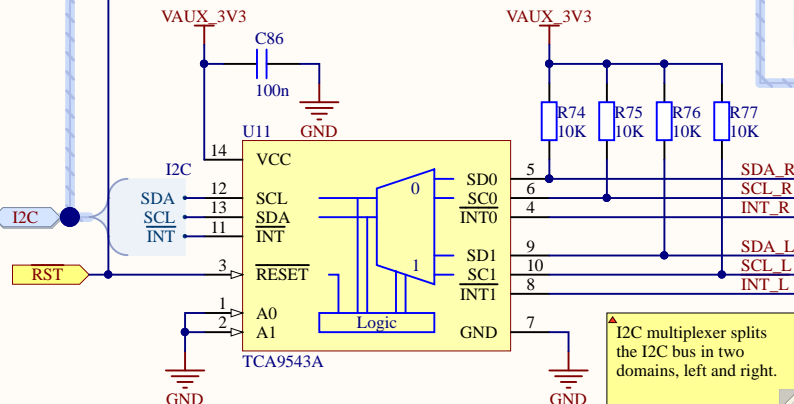 VAUX_3V3
VAUX_3V3
C86
100n
GND
R74
10K
R75
10K
R76
10K
R77
10K
U11
I2C
14
VCC
SDA
12
SCL
SCL
13
SDA
INT
11
INT
I2C
RST
3
RESET
1
A0
2
A1
0
1
Logic
SD0
5
SDA_R
SC0
6
SCL_R
INT0
4
INT_R
SD1
9
SDA_L
SC1
10
SCL_L
INT1
8
INT_L
GND
7
TCA9543A
GND
GND
I2C multiplexer splits
the I2C bus in two
domains, left and right.